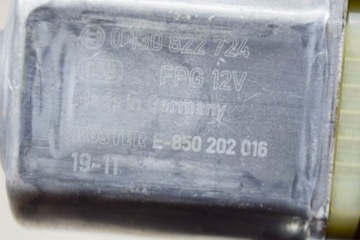 0 130 822 724
FPG 12V
Made in Germany
E-850 202 016
19-11